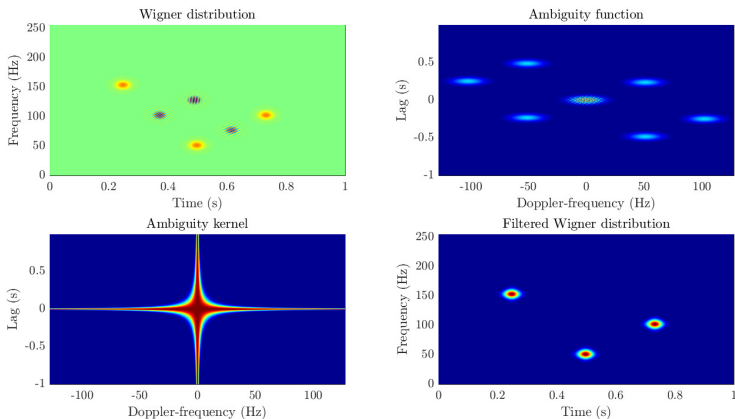 Wigner distribution
250
200
150
100
50
0
Frequency (Hz)
0 0.2 0.4 0.6 0.8 1
Time (s)
Ambiguity function
0.5
0
-0.5
-1
Lag (s)
-100 -50 0 50 100
Doppler-frequency (Hz)
Ambiguity kernel
0.5
0
-0.5
-1
Lag (s)
-100 -50 0 50 100
Doppler-frequency (Hz)
Filtered Wigner distribution
250
200
150
100
50
0
Frequency (Hz)
0 0.2 0.4 0.6 0.8 1
Time (s)